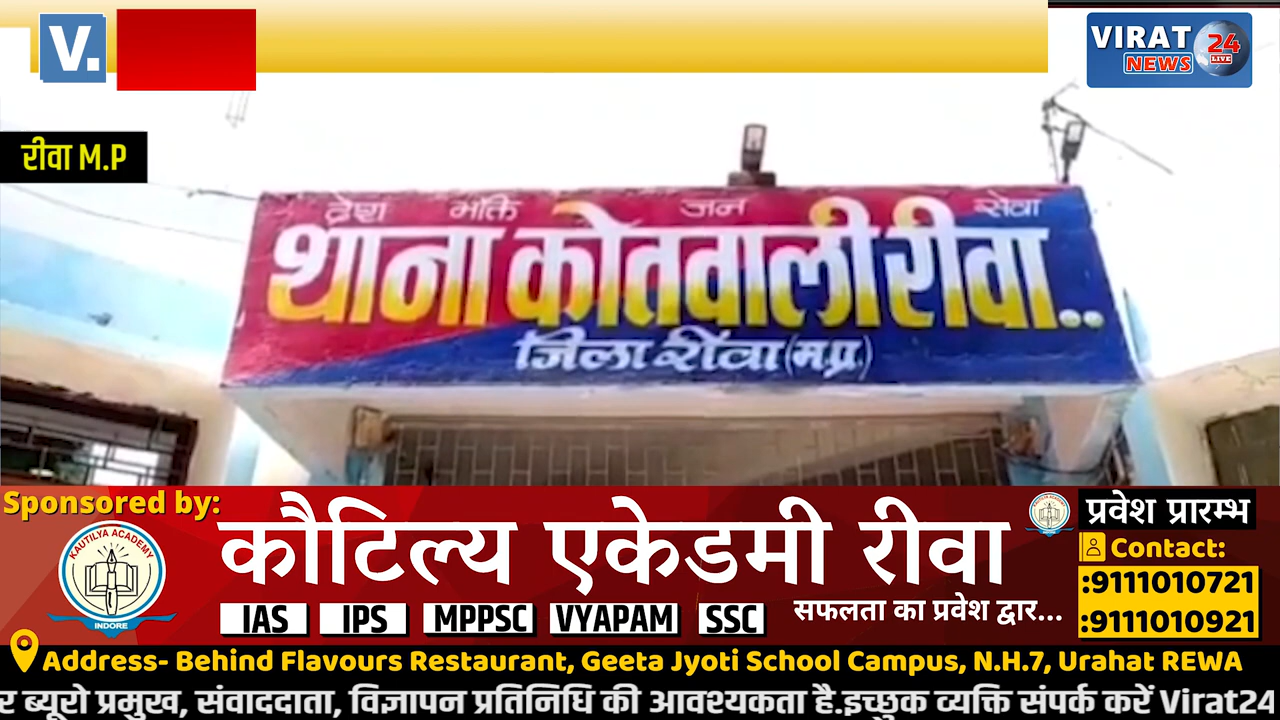 V.
VIRAT 24
NEWS LIVE
रीवा M.P
देश भक्ति जन सेवा
थाना कोतवाली रीवा..
जिला रींवा (म.प्र.)
Sponsored by:
KAUTILYA ACADEMY
INDORE
कौटिल्य एकेडमी रीवा
IAS IPS MPPSC VYAPAM SSC
सफलता का प्रवेश द्वार...
प्रवेश प्रारम्भ
Contact:
:9111010721
:9111010921
Address- Behind Flavours Restaurant, Geeta Jyoti School Campus, N.H.7, Urahat REWA
र ब्यूरो प्रमुख, संवाददाता, विज्ञापन प्रतिनिधि की आवश्यकता है.इच्छुक व्यक्ति संपर्क करें Virat24